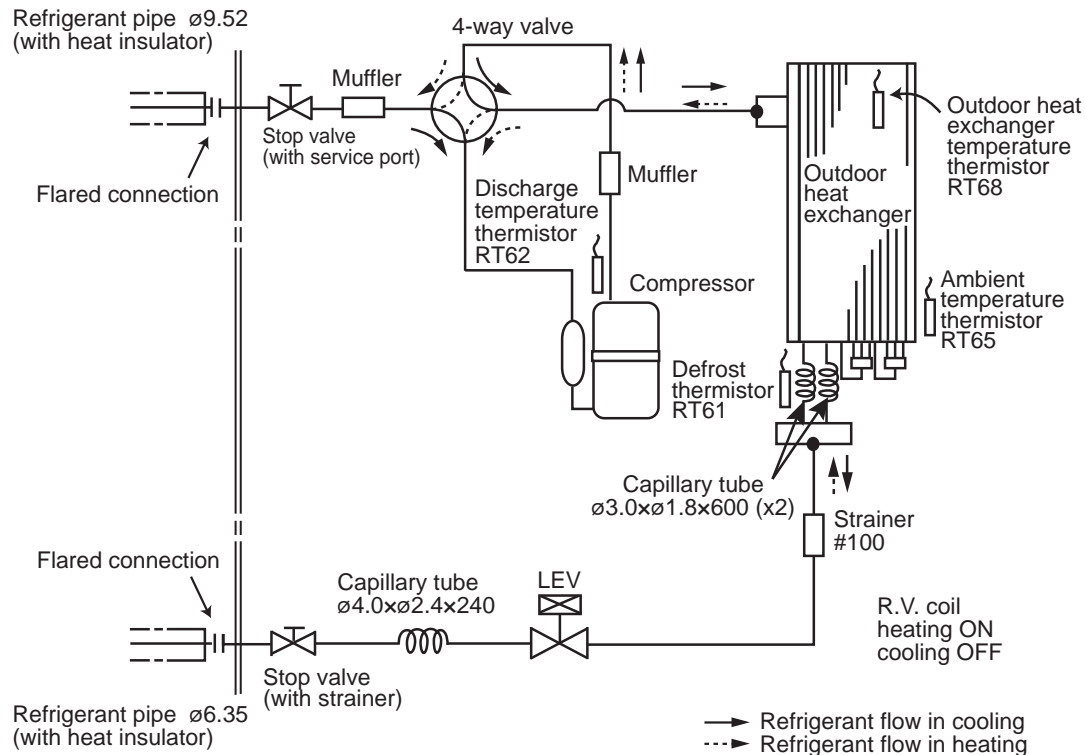 Refrigerant pipe ø9.52
(with heat insulator)
4-way valve
Muffler
Stop valve
(with service port)
Flared connection
Outdoor heat
exchanger
temperature
thermistor
RT68
Muffler
Outdoor
heat
exchanger
Discharge
temperature
thermistor
RT62
Compressor
Ambient
temperature
thermistor
RT65
Defrost
thermistor
RT61
Capillary tube
ø3.0×ø1.8×600 (x2)
Strainer
#100
Flared connection
Capillary tube
ø4.0×ø2.4×240
LEV
R.V. coil
heating ON
cooling OFF
Stop valve
(with strainer)
Refrigerant pipe ø6.35
(with heat insulator)
Refrigerant flow in cooling
Refrigerant flow in heating